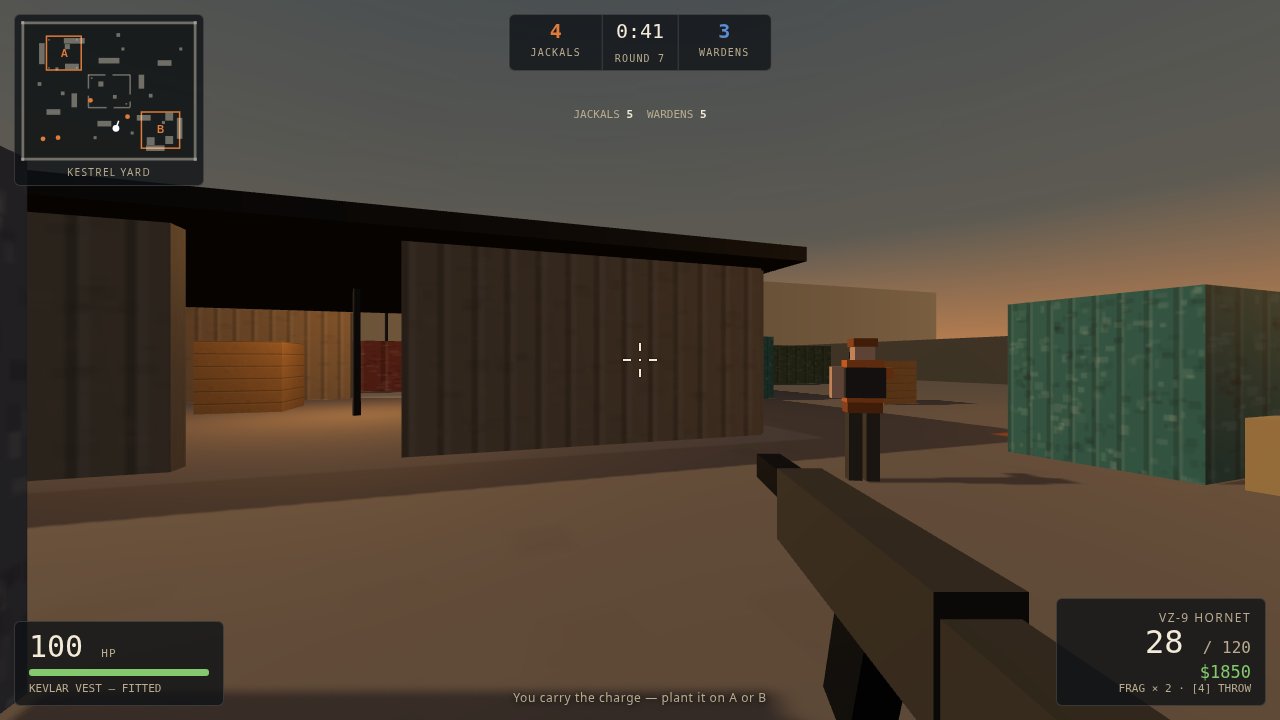 A
B
KESTREL YARD
4 0:41 3
JACKALS ROUND 7 WARDENS
JACKALS 5 WARDENS 5
100 HP
KEVLAR VEST — FITTED
You carry the charge — plant it on A or B
VZ-9 HORNET
28 / 120
$1850
FRAG × 2 · [4] THROW